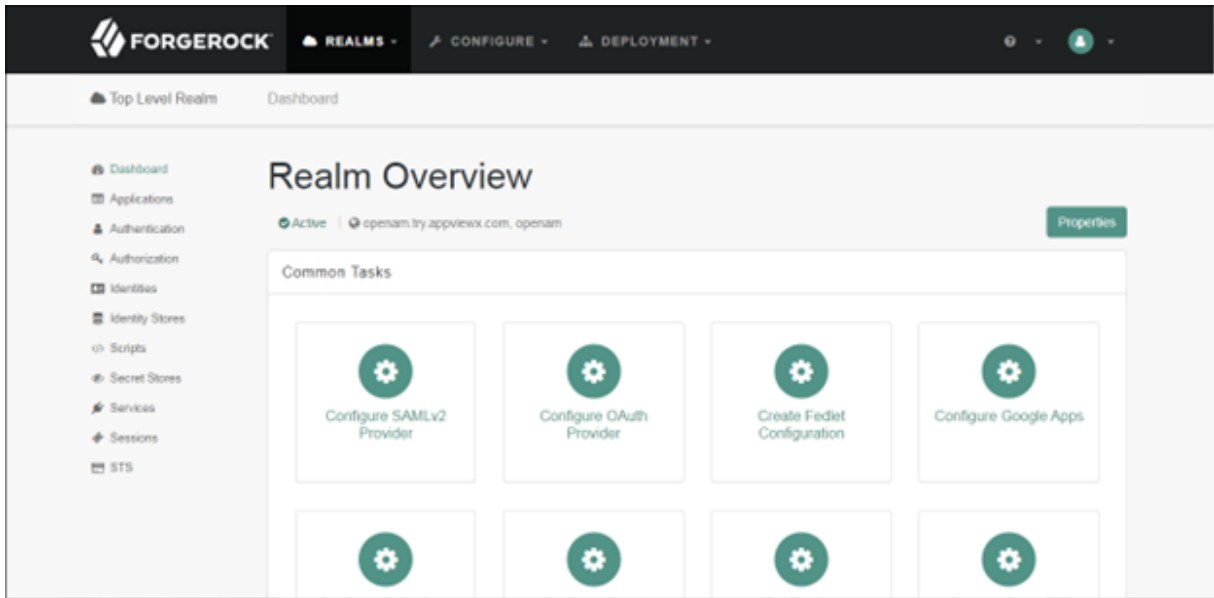 FORGEROCK REALMS CONFIGURE DEPLOYMENT
Top Level Realm Dashboard
Dashboard
Applications
Authentication
Authorization
Identities
Identity Stores
Scripts
Secret Stores
Services
Sessions
STS
Realm Overview
Active openam.try.appviewx.com, openam
Properties
Common Tasks
Configure SAMLv2
Provider
Configure OAuth
Provider
Create Fedlet
Configuration
Configure Google Apps